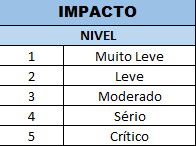 IMPACTO
NIVEL
1 Muito Leve
2 Leve
3 Moderado
4 Sério
5 Crítico